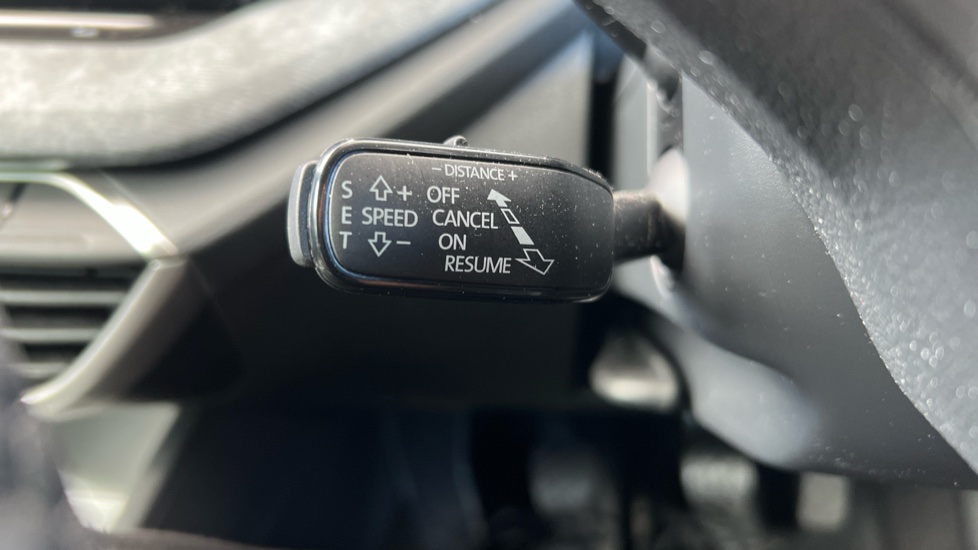 − DISTANCE +
S + OFF
E SPEED CANCEL
T − ON
RESUME